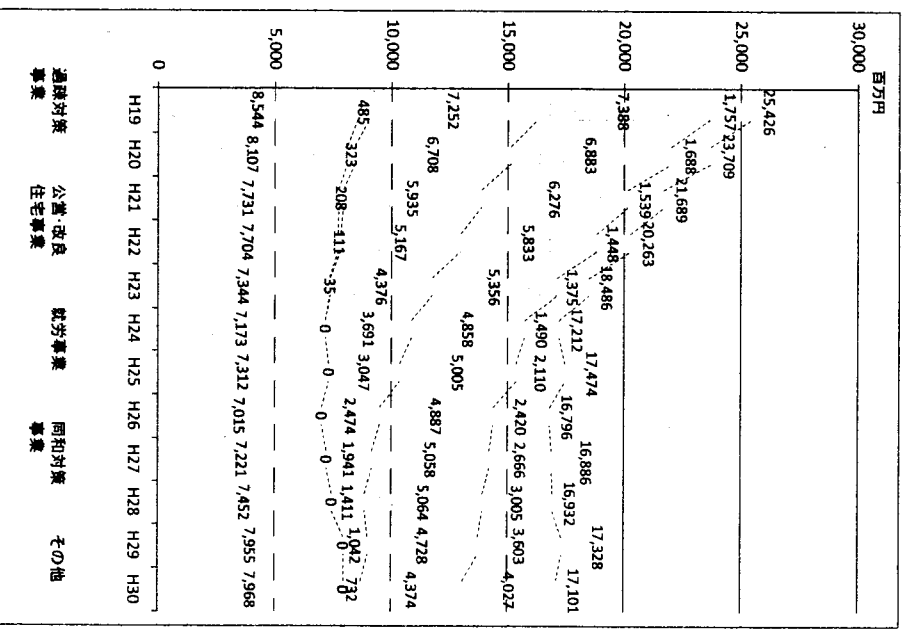 百万円
30,000
25,000
20,000
15,000
10,000
5,000
0
25,426 23,709 21,689 20,263 18,486 17,212 17,474 16,796 16,886 16,932 17,328 17,101
1,757 1,688 1,539 1,448 1,375 1,490 2,110 2,420 2,666 3,005 3,603 4,027
7,388 6,883 6,276 5,833 5,356 4,858 5,005 4,887 5,058 5,064 4,728 4,374
7,252 6,708 5,935 5,167 4,376 3,691 3,047 2,474 1,941 1,411 1,042 732
485 323 208 111 35 0 0 0 0 0 0 0
8,544 8,107 7,731 7,704 7,344 7,173 7,312 7,015 7,221 7,452 7,955 7,968
H19 H20 H21 H22 H23 H24 H25 H26 H27 H28 H29 H30
過疎対策
事業
公営・改良
住宅事業
就労事業
同和対策
事業
その他